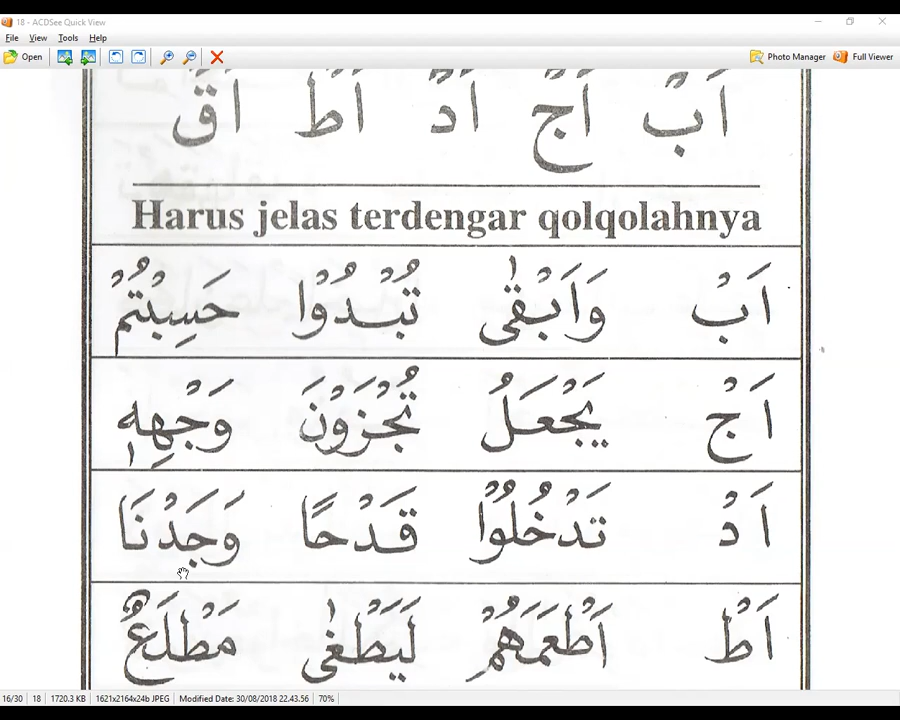 18 - ACDSee Quick View
File View Tools Help
Open Photo Manager Full Viewer
اَبْ اَجْ اَدْ اَطْ اَقْ
Harus jelas terdengar qolqolahnya
اَبْ وَاَبْقٰى تُبْدُوْا حَسِبْتُمْ
اَجْ يَجْعَلُ تُجْزَوْنَ وَجْهِهٖ
اَدْ تَدْخُلُوْا قَدْحًا وَجَدْنَا
اَطْ اَطْعَمَهُمْ لَيَطْغٰى مَطْلَعٌ
16/30 18 1720.3 KB 1621x2164x24b JPEG Modified Date: 30/08/2018 22.43.56 70%